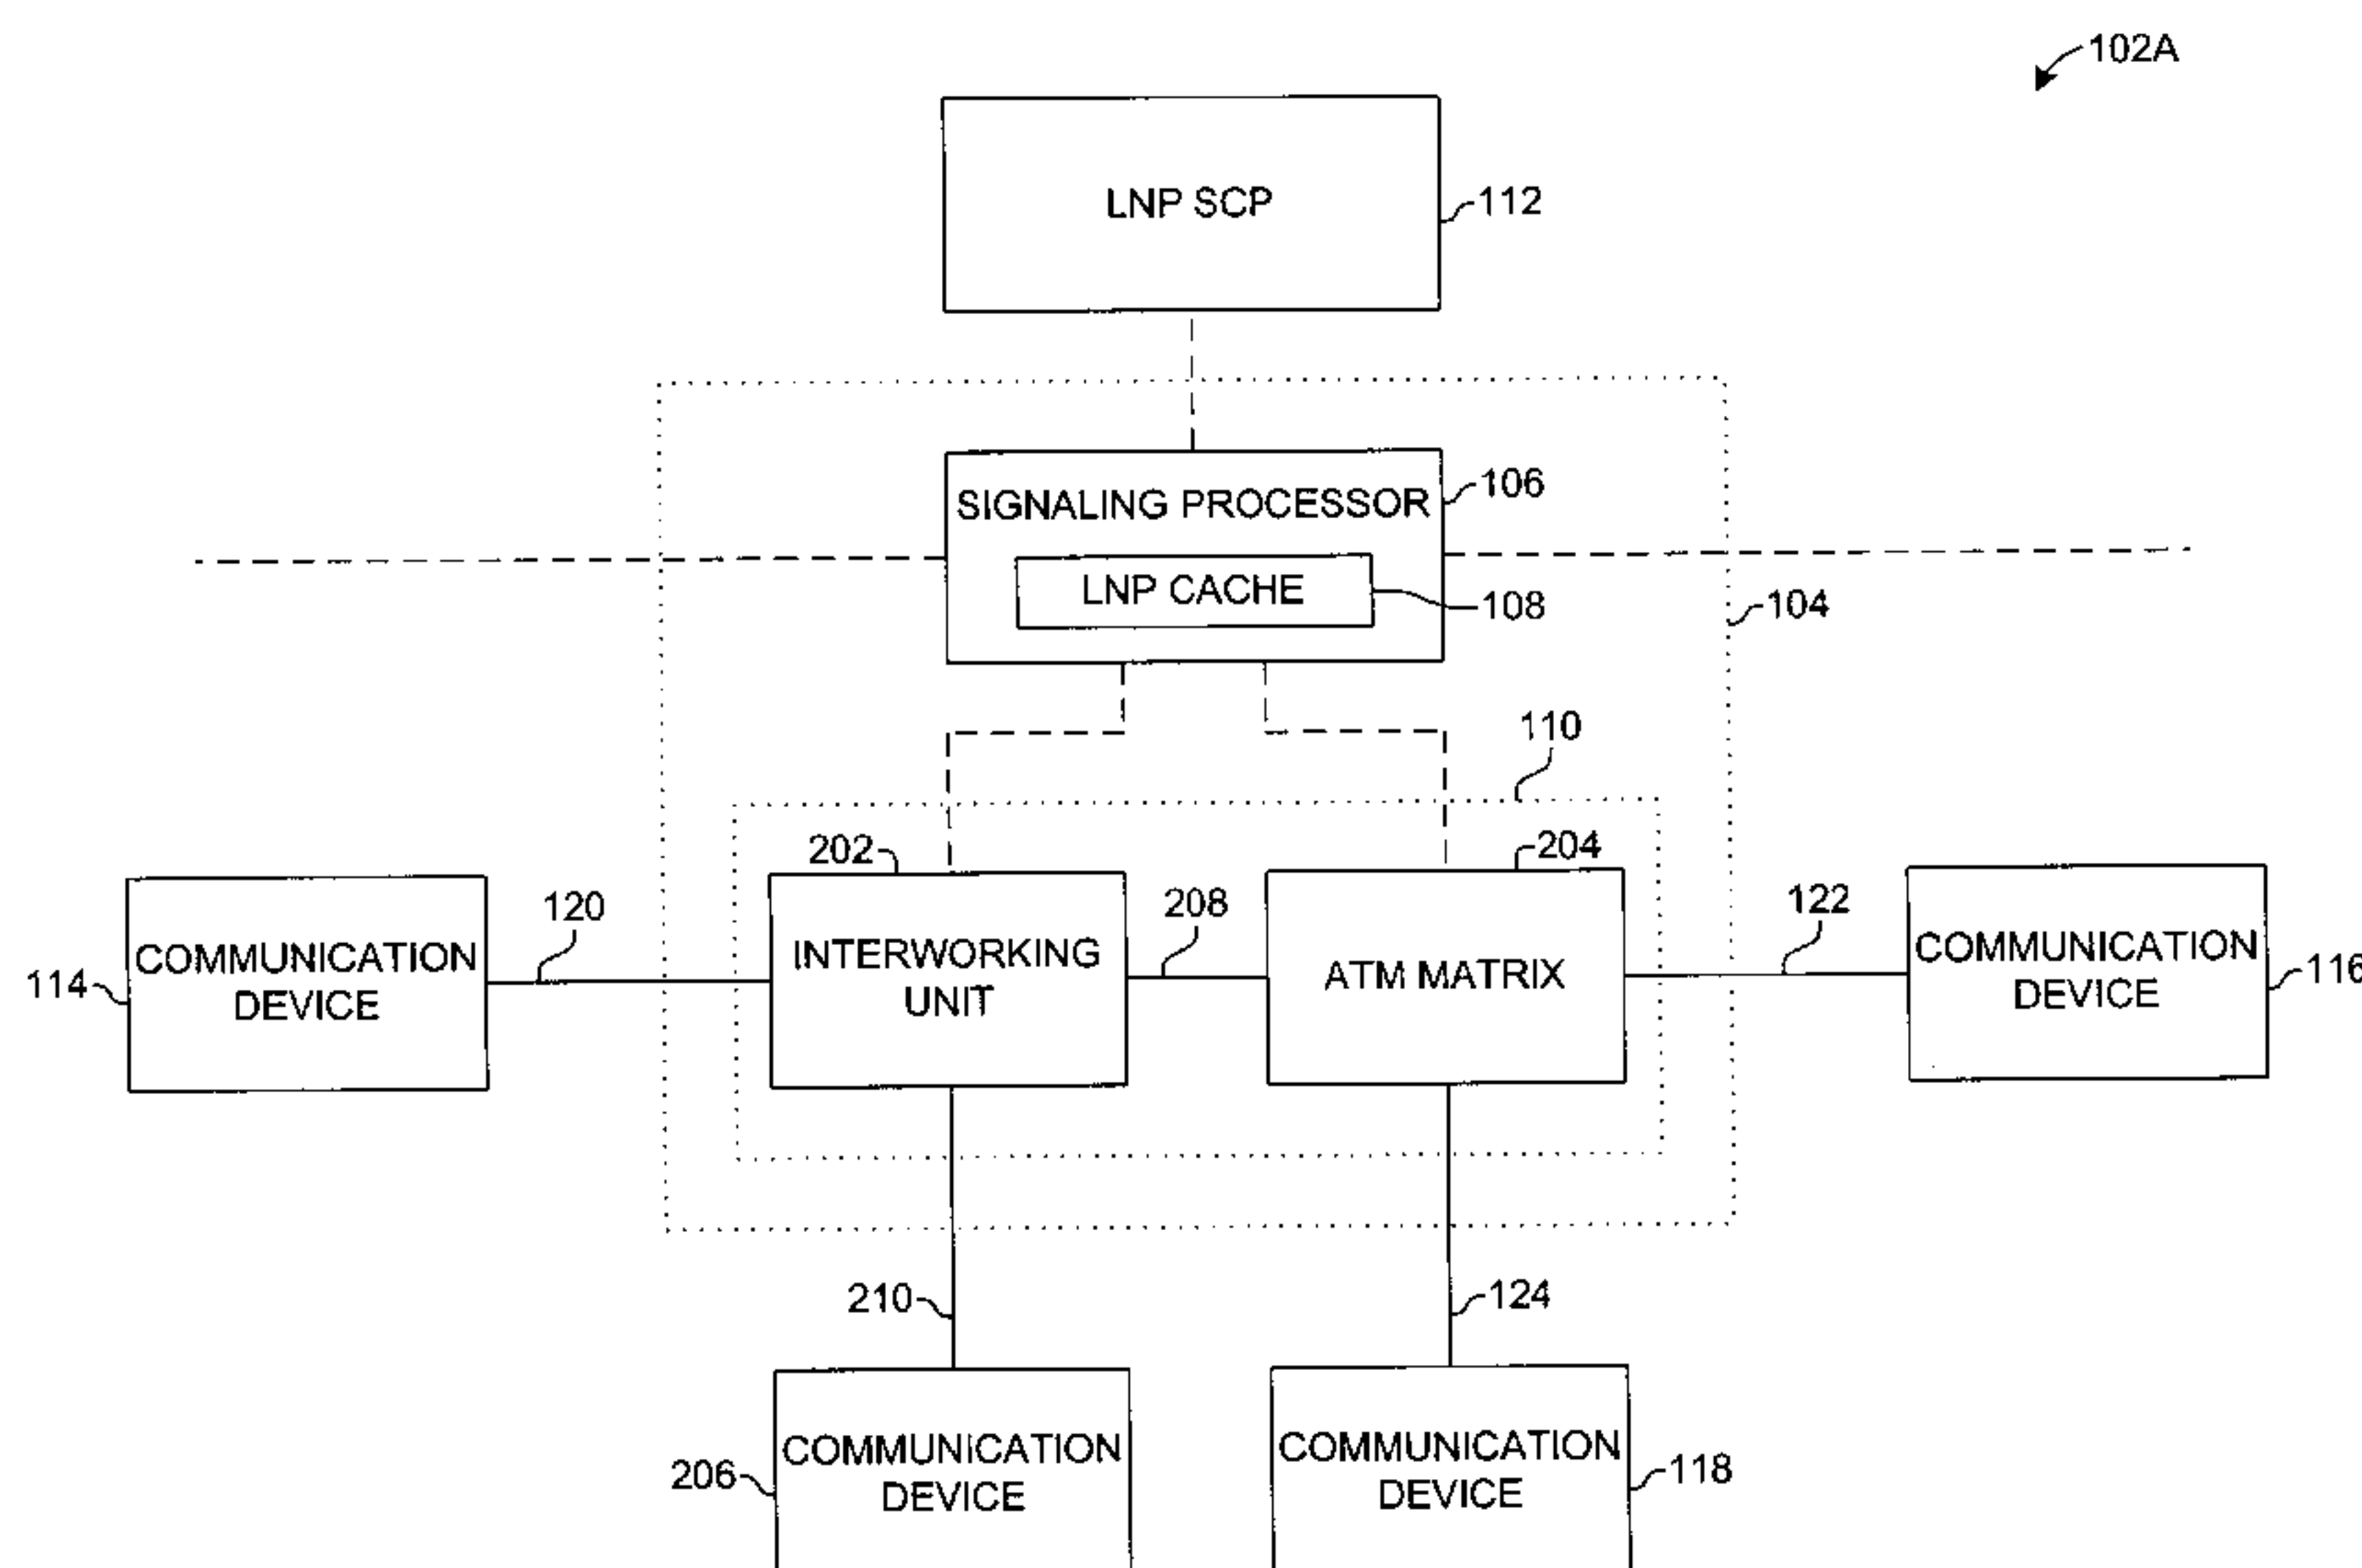 102A
LNP SCP
112
SIGNALING PROCESSOR
106
LNP CACHE
108
104
110
202
204
120
208
122
114
COMMUNICATION
DEVICE
INTERWORKING
UNIT
ATM MATRIX
COMMUNICATION
DEVICE
116
210
124
206
COMMUNICATION
DEVICE
COMMUNICATION
DEVICE
118